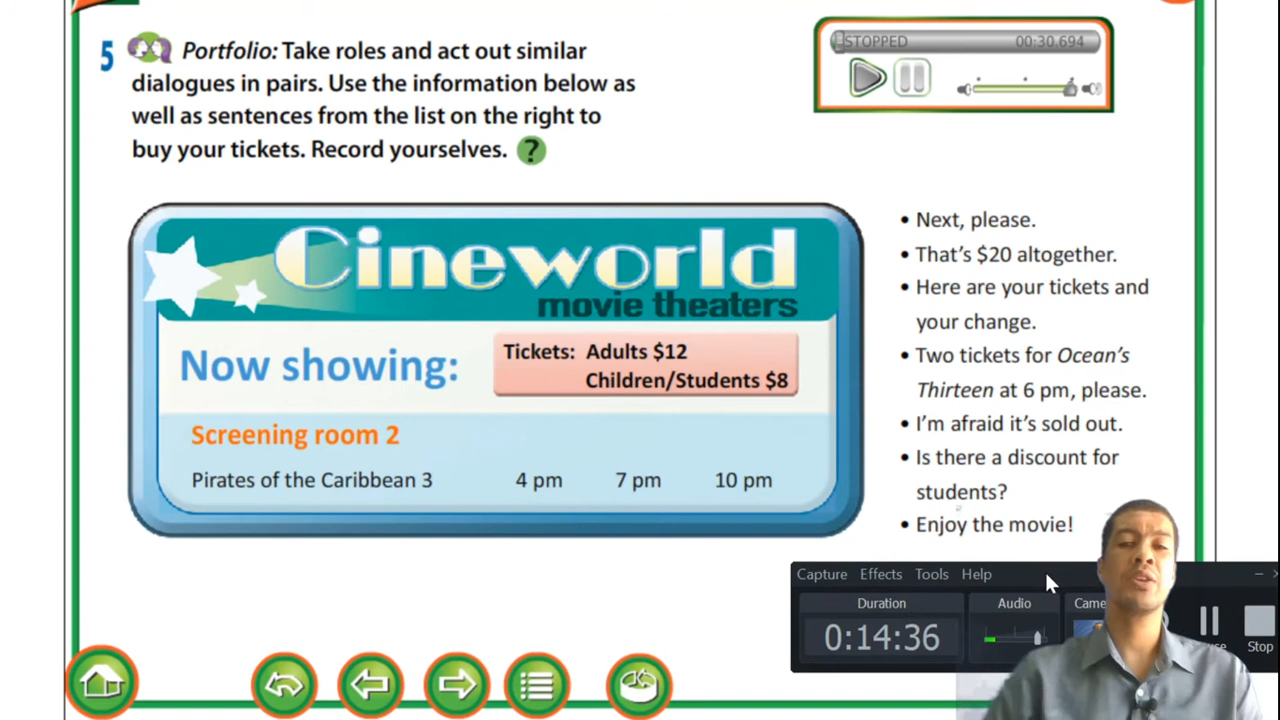 5 Portfolio: Take roles and act out similar
dialogues in pairs. Use the information below as
well as sentences from the list on the right to
buy your tickets. Record yourselves. ?
STOPPED 00:30.694
Cineworld
movie theaters
Now showing:
Tickets: Adults $12
Children/Students $8
Screening room 2
Pirates of the Caribbean 3 4 pm 7 pm 10 pm
• Next, please.
• That's $20 altogether.
• Here are your tickets and
your change.
• Two tickets for Ocean's
Thirteen at 6 pm, please.
• I'm afraid it's sold out.
• Is there a discount for
students?
• Enjoy the movie!
Capture Effects Tools Help
Duration Audio
0:14:36
Stop